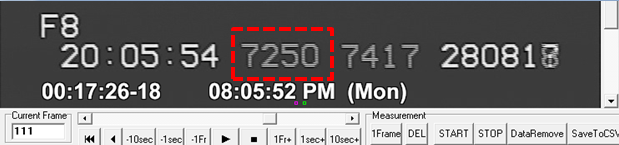 F8
20:05:54 7250 7417 280817
00:17:26-18 08:05:52 PM (Mon)
Current Frame
111
-10sec -1sec -1Fr 1Fr+ 1sec+ 10sec+
Measurement
1Frame DEL START STOP DataRemove SaveToCSV